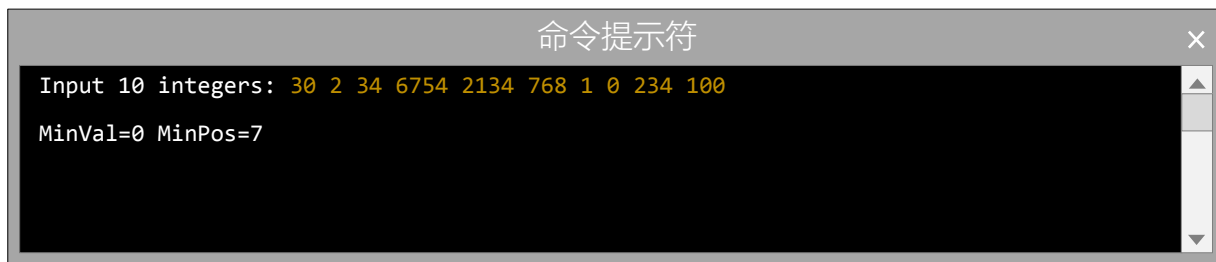 命令提示符
Input 10 integers: 30 2 34 6754 2134 768 1 0 234 100
MinVal=0 MinPos=7